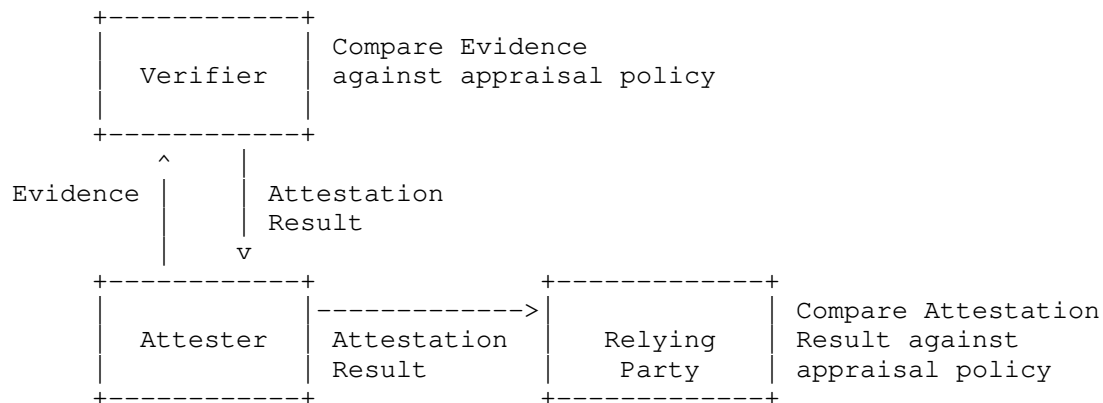 Compare Evidence
Verifier against appraisal policy
Evidence Attestation
Result
Compare Attestation
Attester Attestation Relying Result against
Result Party appraisal policy